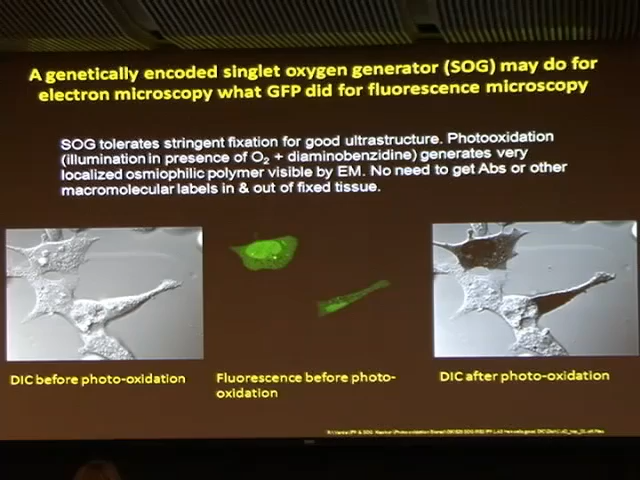 A genetically encoded singlet oxygen generator (SOG) may do for
electron microscopy what GFP did for fluorescence microscopy
SOG tolerates stringent fixation for good ultrastructure. Photooxidation
(illumination in presence of O₂ + diaminobenzidine) generates very
localized osmiophilic polymer visible by EM. No need to get Abs or other
macromolecular labels in & out of fixed tissue.
DIC before photo-oxidation
Fluorescence before photo-
oxidation
DIC after photo-oxidation